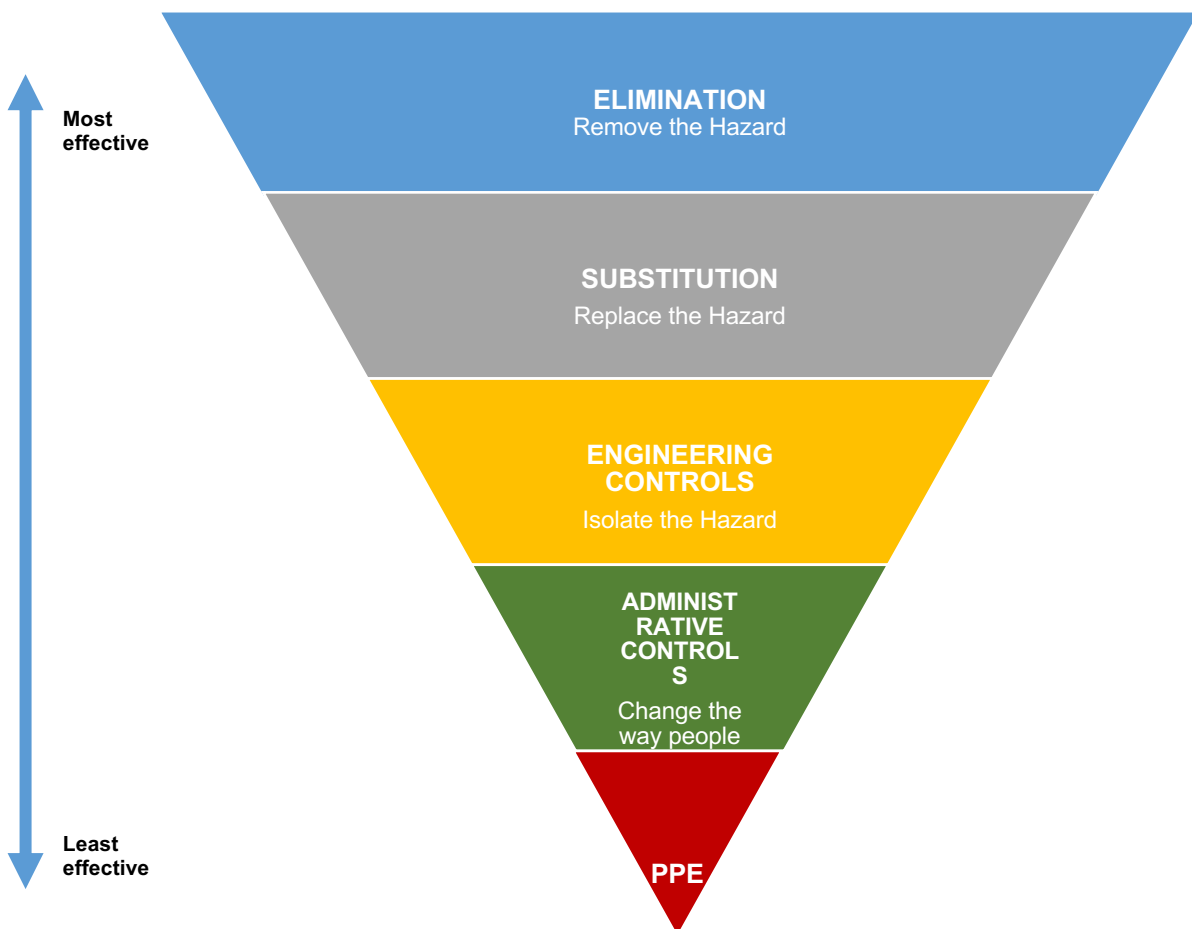 ELIMINATION
Remove the Hazard
Most
effective
SUBSTITUTION
Replace the Hazard
ENGINEERING
CONTROLS
Isolate the Hazard
ADMINIST
RATIVE
CONTROL
S
Change the
way people
Least
effective
PPE